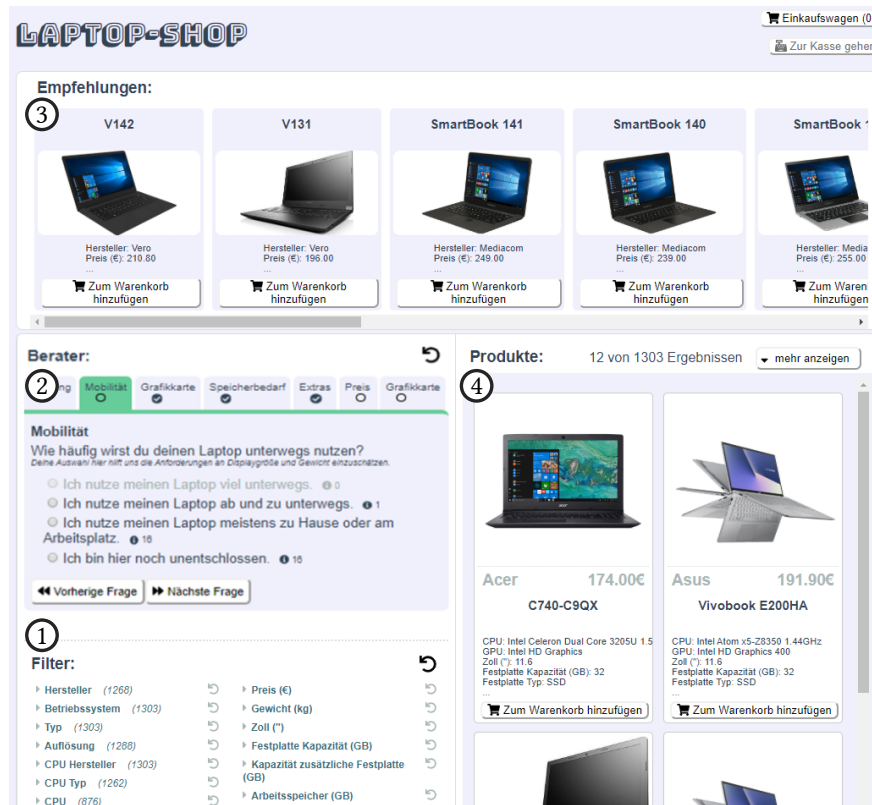 LAPTOP-SHOP
Einkaufswagen (0
Zur Kasse gehen
Empfehlungen:
3
V142
V131
SmartBook 141
SmartBook 140
SmartBook 1
Hersteller: Vero
Preis (€): 210.80
...
Hersteller: Vero
Preis (€): 196.00
...
Hersteller: Mediacom
Preis (€): 249.00
...
Hersteller: Mediacom
Preis (€): 239.00
...
Hersteller: Media
Preis (€): 255.00
...
Zum Warenkorb
hinzufügen
Zum Warenkorb
hinzufügen
Zum Warenkorb
hinzufügen
Zum Warenkorb
hinzufügen
Zum Waren
hinzufügen
Berater:
2
ng
Mobilität
Grafikkarte
Speicherbedarf
Extras
Preis
Grafikkarte
Mobilität
Wie häufig wirst du deinen Laptop unterwegs nutzen?
Deine Auswahl hier hilft uns die Anforderungen an Displaygröße und Gewicht einzuschätzen.
Ich nutze meinen Laptop viel unterwegs. 0
Ich nutze meinen Laptop ab und zu unterwegs. 1
Ich nutze meinen Laptop meistens zu Hause oder am
Arbeitsplatz. 16
Ich bin hier noch unentschlossen. 16
Vorherige Frage
Nächste Frage
1
Filter:
Hersteller (1268)
Betriebssystem (1303)
Typ (1303)
Auflösung (1288)
CPU Hersteller (1303)
CPU Typ (1262)
CPU (876)
Preis (€)
Gewicht (kg)
Zoll (")
Festplatte Kapazität (GB)
Kapazität zusätzliche Festplatte
(GB)
Arbeitsspeicher (GB)
Produkte:
12 von 1303 Ergebnissen
mehr anzeigen
4
Acer 174.00€
C740-C9QX
CPU: Intel Celeron Dual Core 3205U 1.5
GPU: Intel HD Graphics
Zoll ("): 11.6
Festplatte Kapazität (GB): 32
Festplatte Typ: SSD
...
Zum Warenkorb hinzufügen
Asus 191.90€
Vivobook E200HA
CPU: Intel Atom x5-Z8350 1.44GHz
GPU: Intel HD Graphics 400
Zoll ("): 11.6
Festplatte Kapazität (GB): 32
Festplatte Typ: SSD
...
Zum Warenkorb hinzufügen